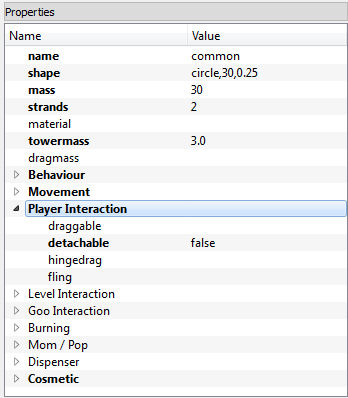 Properties
Name Value
name common
shape circle,30,0.25
mass 30
strands 2
material
towermass 3.0
dragmass
Behaviour
Movement
Player Interaction
draggable
detachable false
hingedrag
fling
Level Interaction
Goo Interaction
Burning
Mom / Pop
Dispenser
Cosmetic